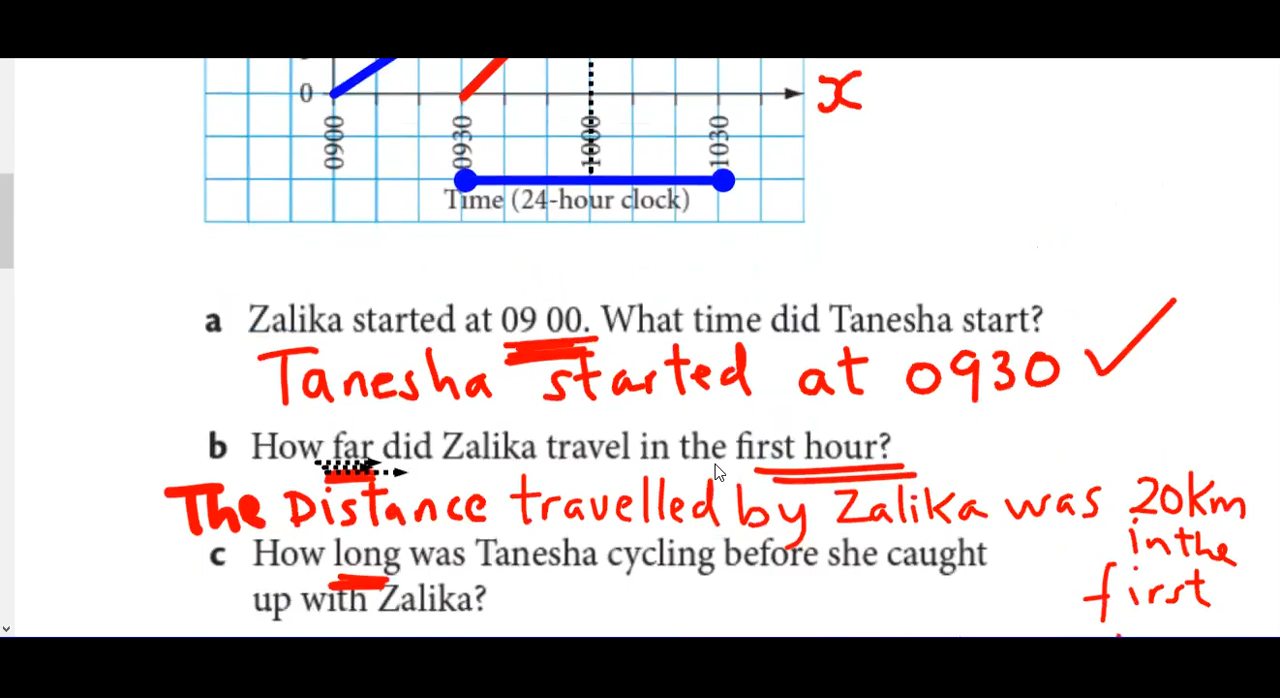 0
x
0900
0930
1000
1030
Time (24-hour clock)
a Zalika started at 09 00. What time did Tanesha start?
Tanesha started at 0930
b How far did Zalika travel in the first hour?
The Distance travelled by Zalika was 20km
in the
first
c How long was Tanesha cycling before she caught
up with Zalika?